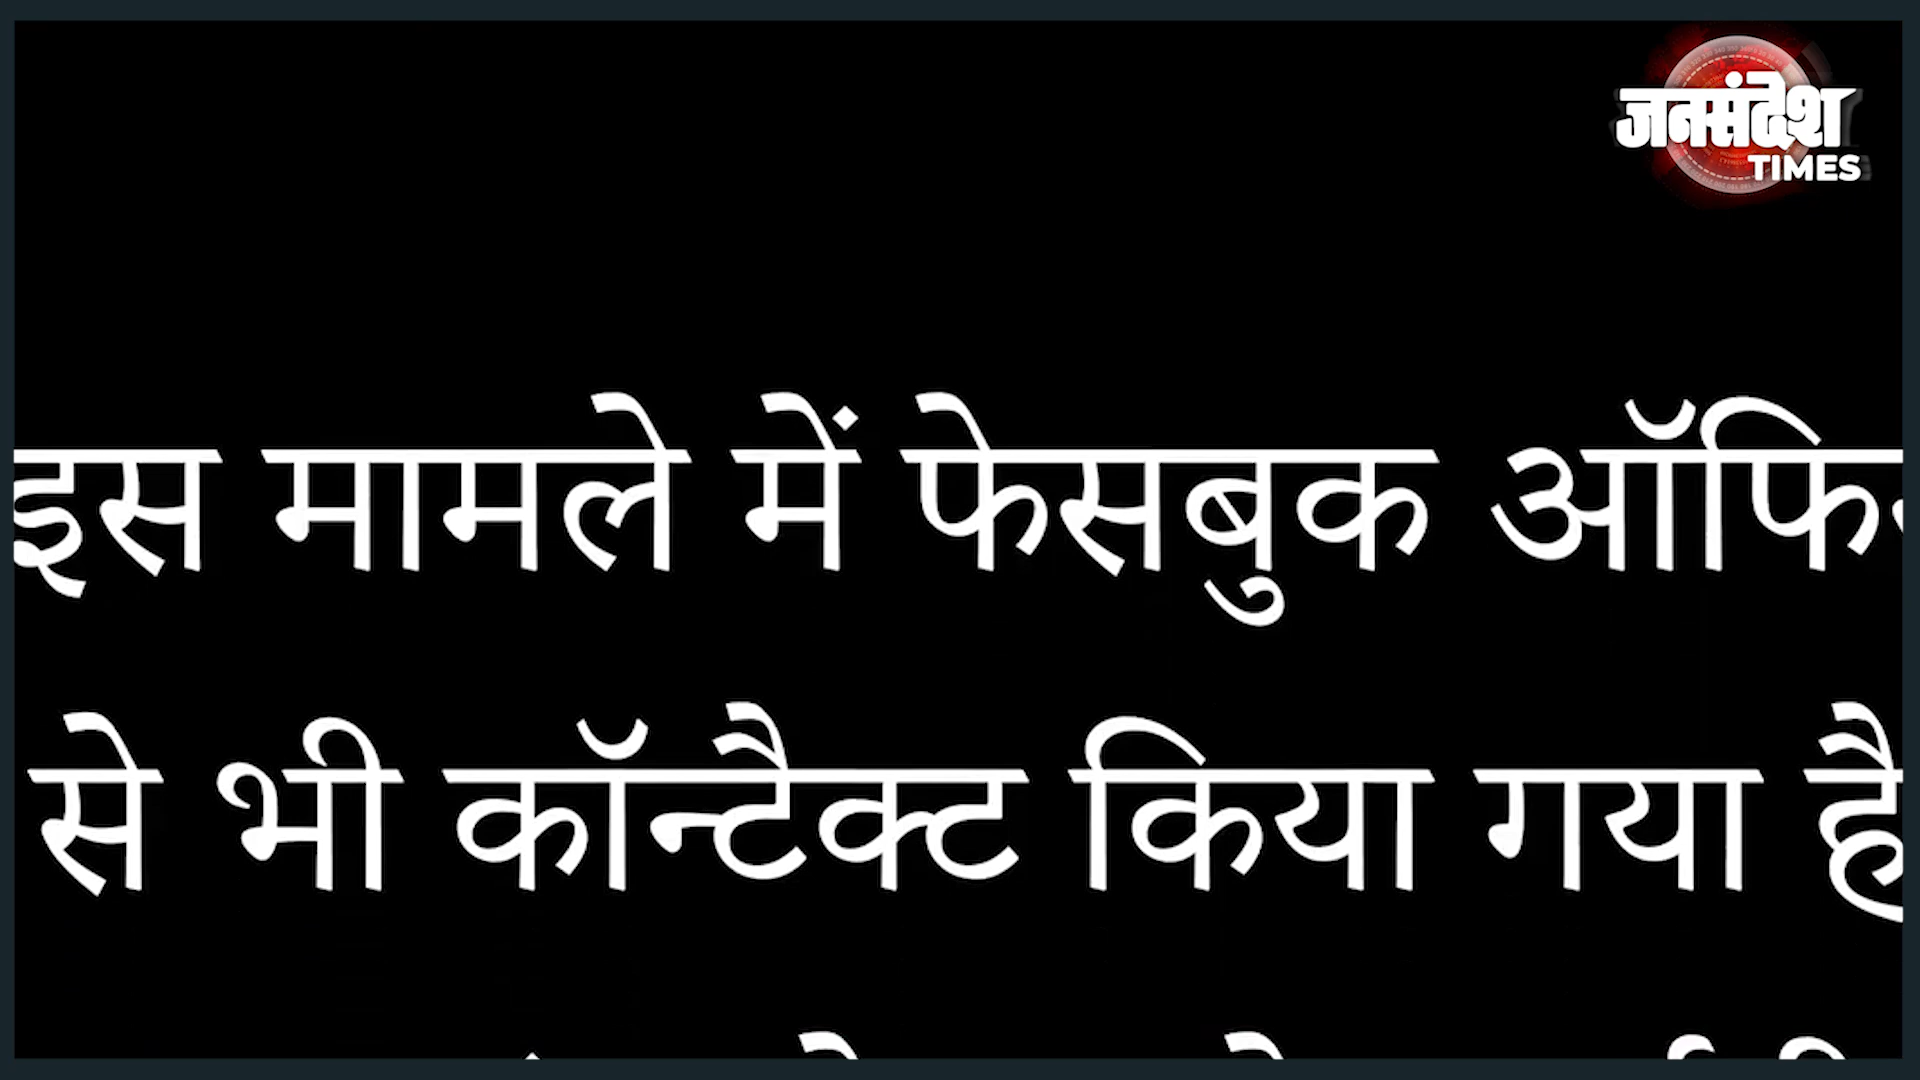 जनसंदेश
TIMES
इस मामले में फेसबुक
से भी कॉन्टैक्ट किया गया है